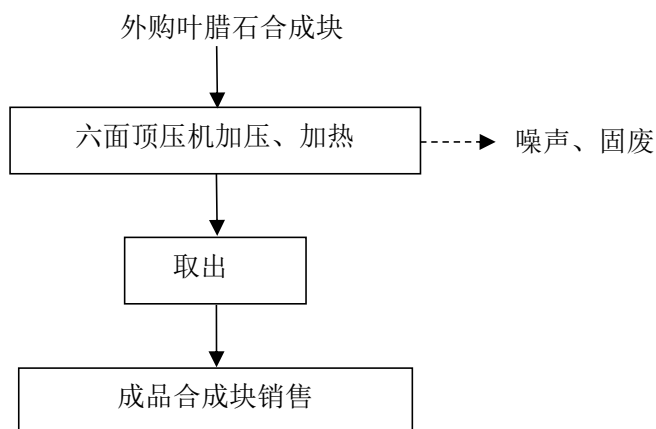 外购叶腊石合成块
六面顶压机加压、加热
噪声、固废
取出
成品合成块销售